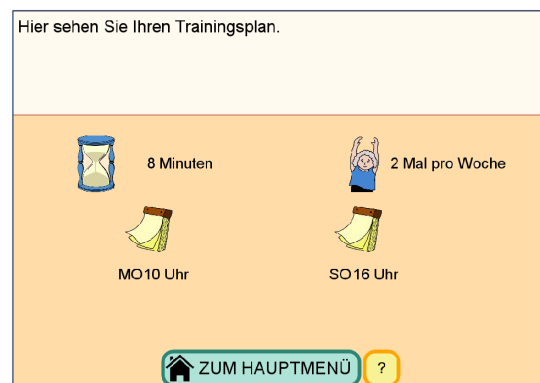 Hier sehen Sie Ihren Trainingsplan.
8 Minuten
2 Mal pro Woche
MO10 Uhr
SO16 Uhr
ZUM HAUPTMENÜ
?